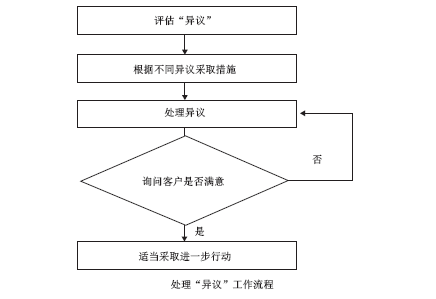 评估“异议”
根据不同异议采取措施
处理异议
否
询问客户是否满意
是
适当采取进一步行动
处理“异议”工作流程